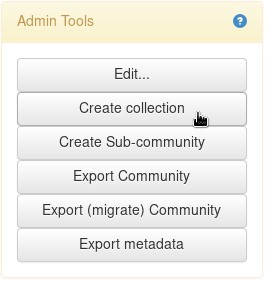 Admin Tools ?
Edit...
Create collection
Create Sub-community
Export Community
Export (migrate) Community
Export metadata